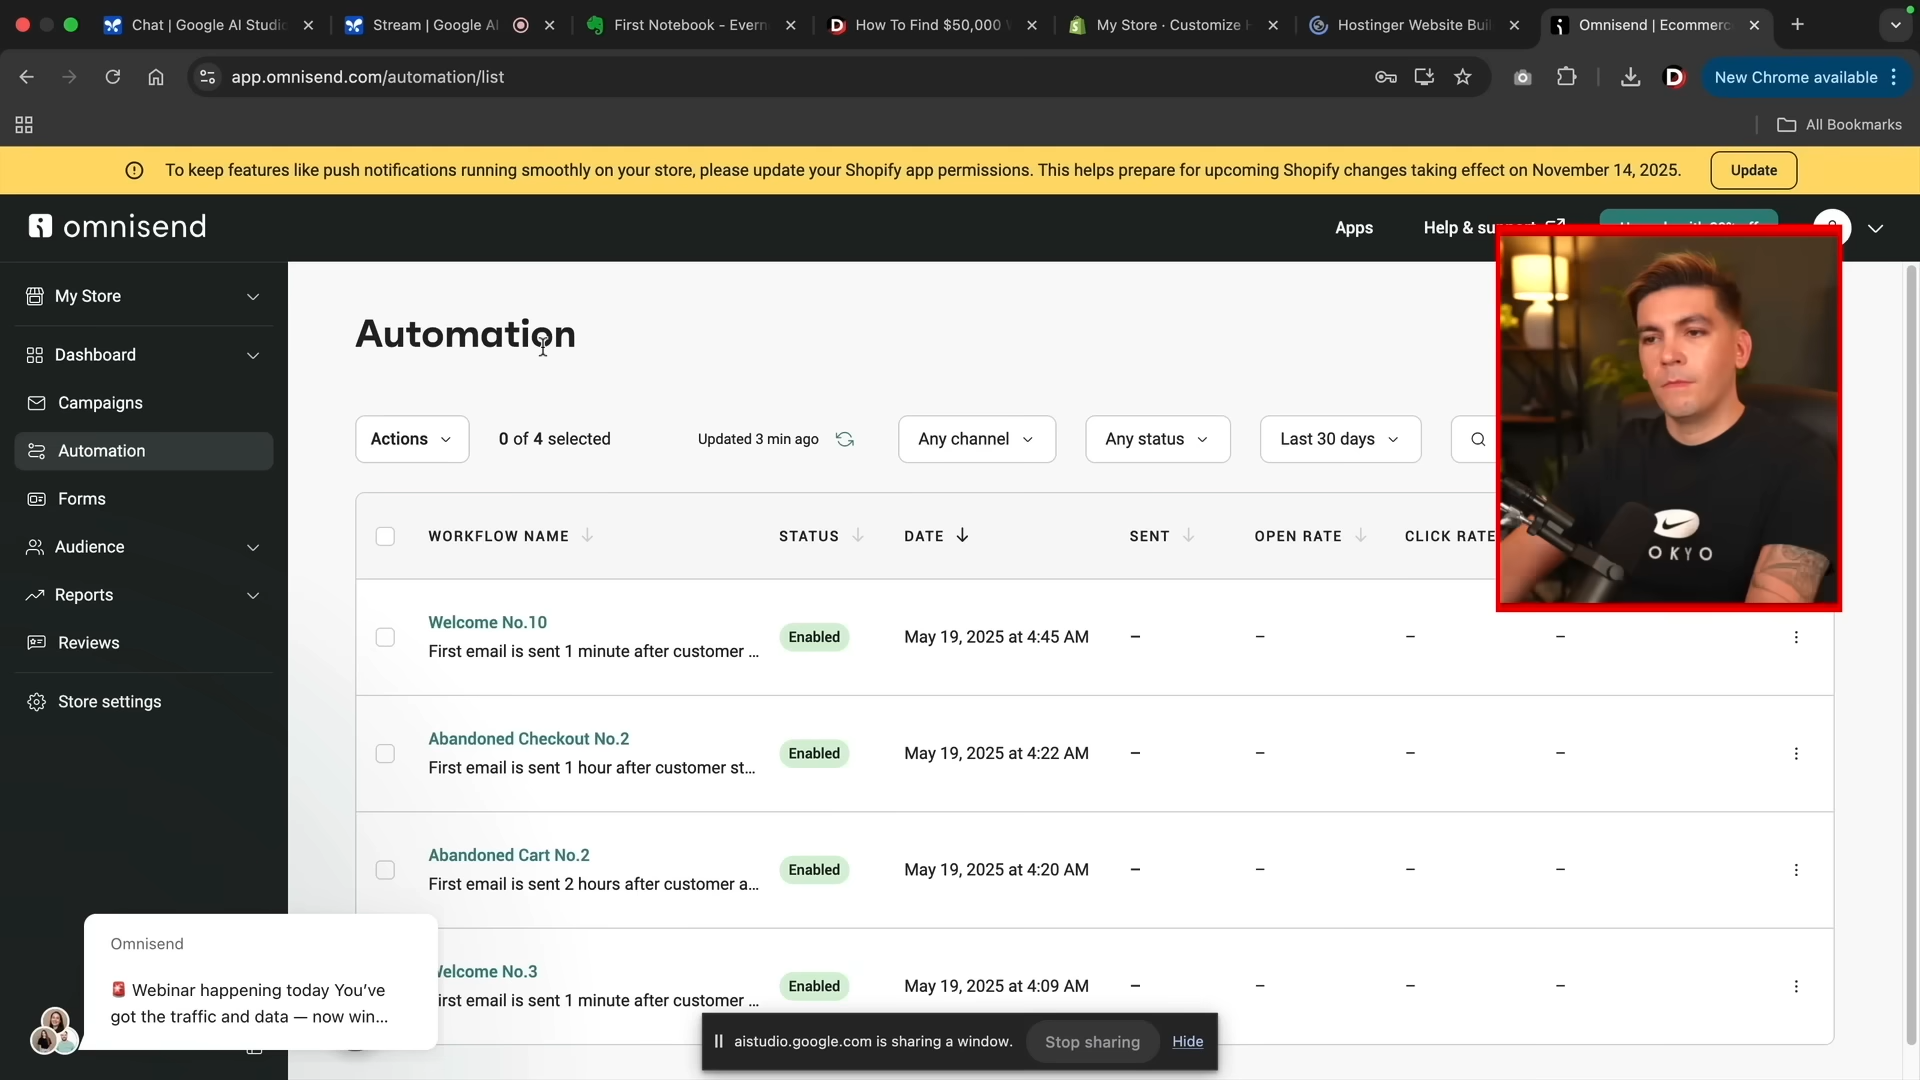 Chat | Google AI Studio
Stream | Google AI
First Notebook - Evern
How To Find $50,000
My Store · Customize
Hostinger Website Buil
Omnisend | Ecommerc
app.omnisend.com/automation/list
New Chrome available
All Bookmarks
To keep features like push notifications running smoothly on your store, please update your Shopify app permissions. This helps prepare for upcoming Shopify changes taking effect on November 14, 2025.
Update
omnisend
Apps
Help & support
My Store
Dashboard
Campaigns
Automation
Forms
Audience
Reports
Reviews
Store settings
Automation
Actions
0 of 4 selected
Updated 3 min ago
Any channel
Any status
Last 30 days
WORKFLOW NAME
STATUS
DATE
SENT
OPEN RATE
CLICK RATE
OKYO
Welcome No.10
First email is sent 1 minute after customer ...
Enabled
May 19, 2025 at 4:45 AM
– – – –
Abandoned Checkout No.2
First email is sent 1 hour after customer st...
Enabled
May 19, 2025 at 4:22 AM
– – – –
Abandoned Cart No.2
First email is sent 2 hours after customer a...
Enabled
May 19, 2025 at 4:20 AM
– – – –
Welcome No.3
First email is sent 1 minute after customer ...
Enabled
May 19, 2025 at 4:09 AM
– – – –
Omnisend
🚨 Webinar happening today You've
got the traffic and data — now win...
aistudio.google.com is sharing a window.
Stop sharing
Hide